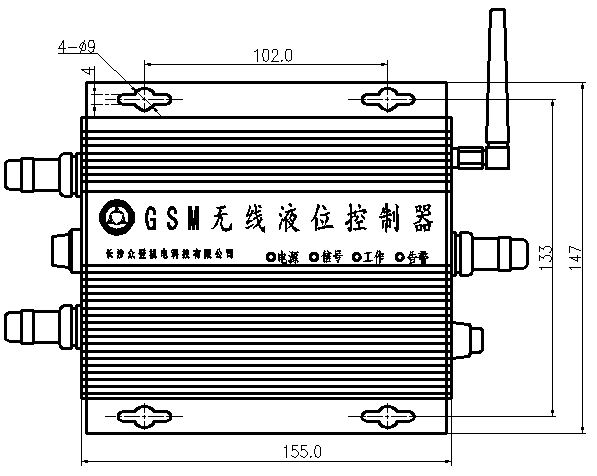 4-ø9
102.0
4
GSM无线液位控制器
长沙众登机电科技有限公司
电源 信号 工作 告警
133
147
155.0